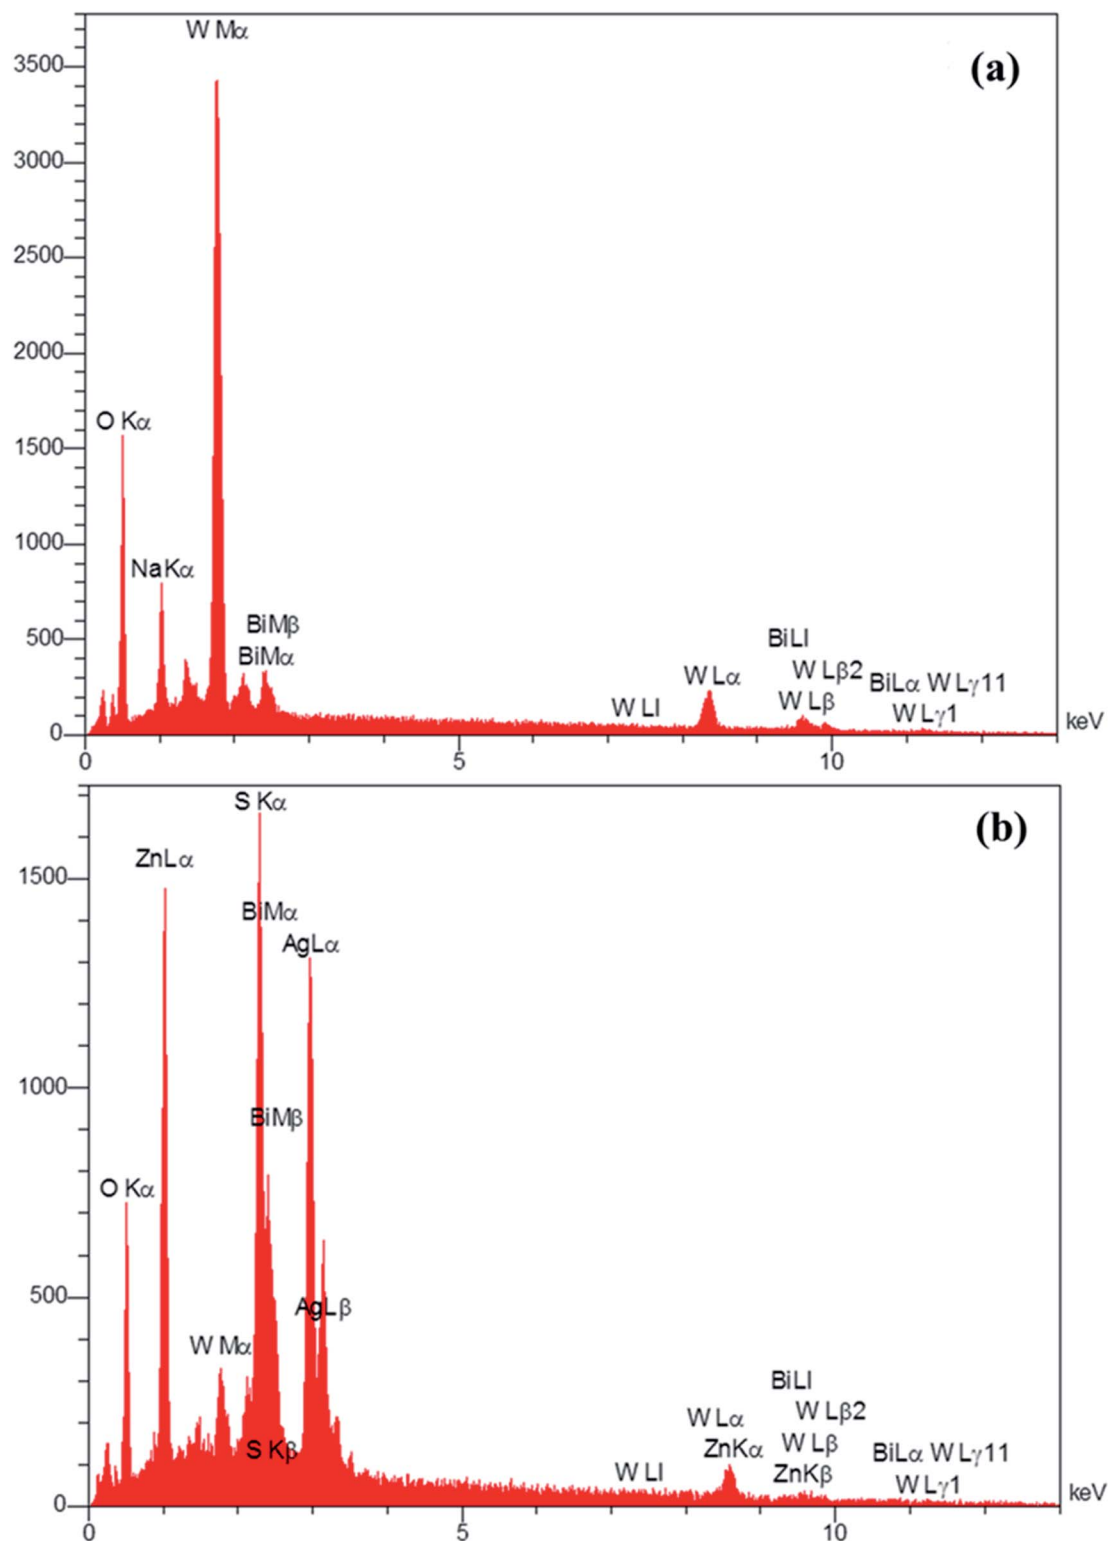 W Mα
(a)
3500
3000
2500
2000
O Kα
1500
1000
NaKα
BiMβ
500
BiMα
BiLl
W Lβ2
W Lα
BiLα W Lγ11
W Ll
W Lβ
W Lγ1
0
keV
0
5
10
S Kα
(b)
ZnLα
1500
BiMα
AgLα
1000
BiMβ
O Kα
500
AgLβ
W Mα
BiLl
W Lβ2
W Lα
W Lβ
ZnKα
S Kβ
BiLα W Lγ11
W Ll
ZnKβ
W Lγ1
0
keV
0
5
10